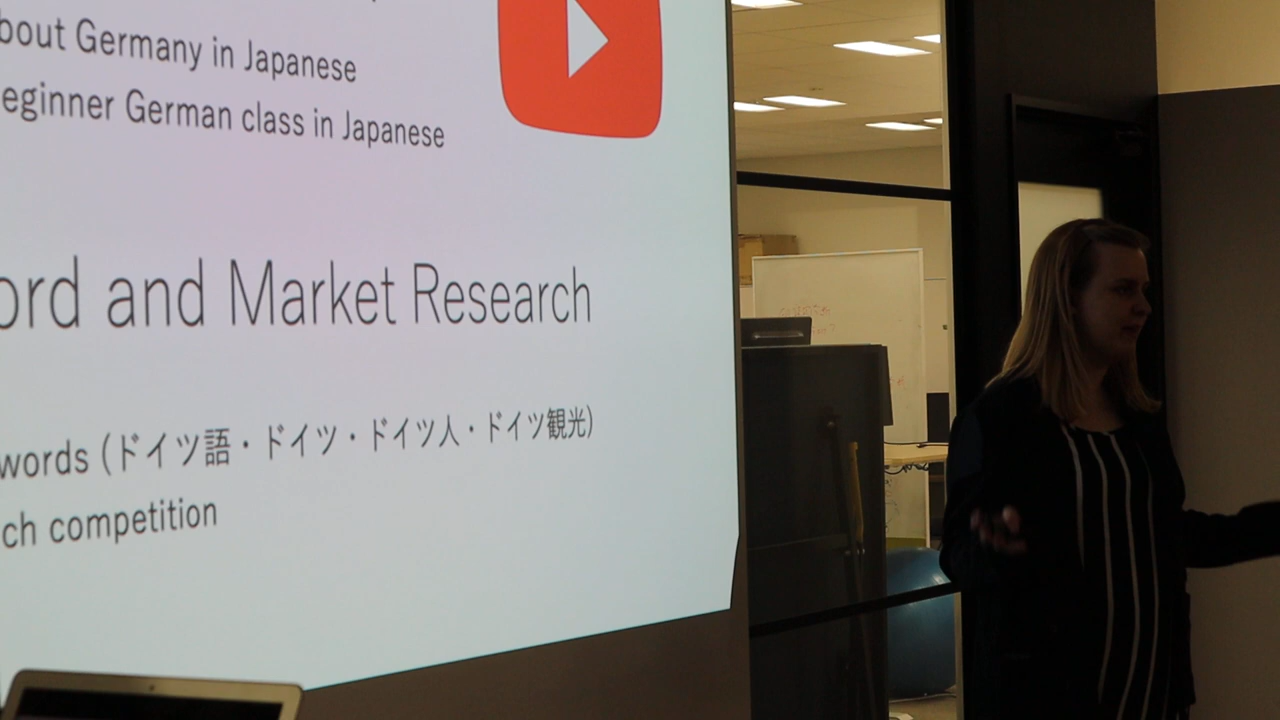 bout Germany in Japanese
eginner German class in Japanese
ord and Market Research
words (ドイツ語・ドイツ・ドイツ人・ドイツ観光)
ch competition